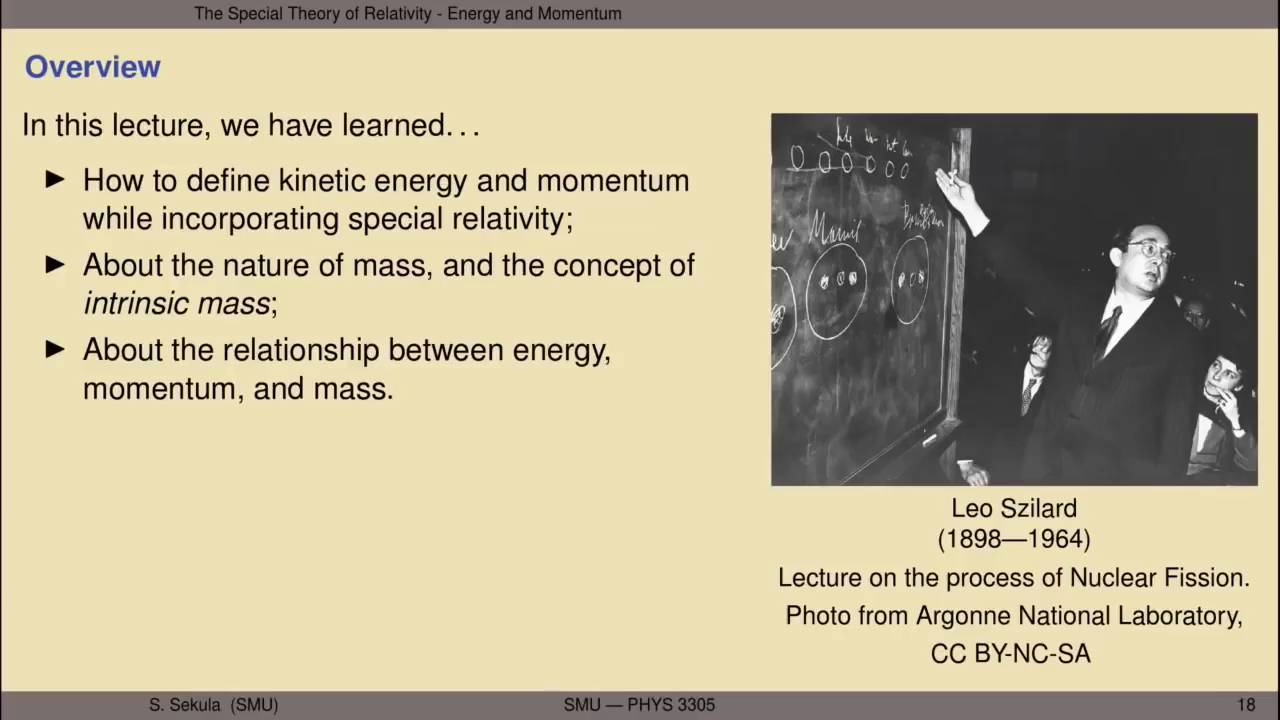 The Special Theory of Relativity - Energy and Momentum
Overview
In this lecture, we have learned...
► How to define kinetic energy and momentum
while incorporating special relativity;
► About the nature of mass, and the concept of
intrinsic mass;
► About the relationship between energy,
momentum, and mass.
Leo Szilard
(1898—1964)
Lecture on the process of Nuclear Fission.
Photo from Argonne National Laboratory,
CC BY-NC-SA
S. Sekula (SMU)
SMU — PHYS 3305
18